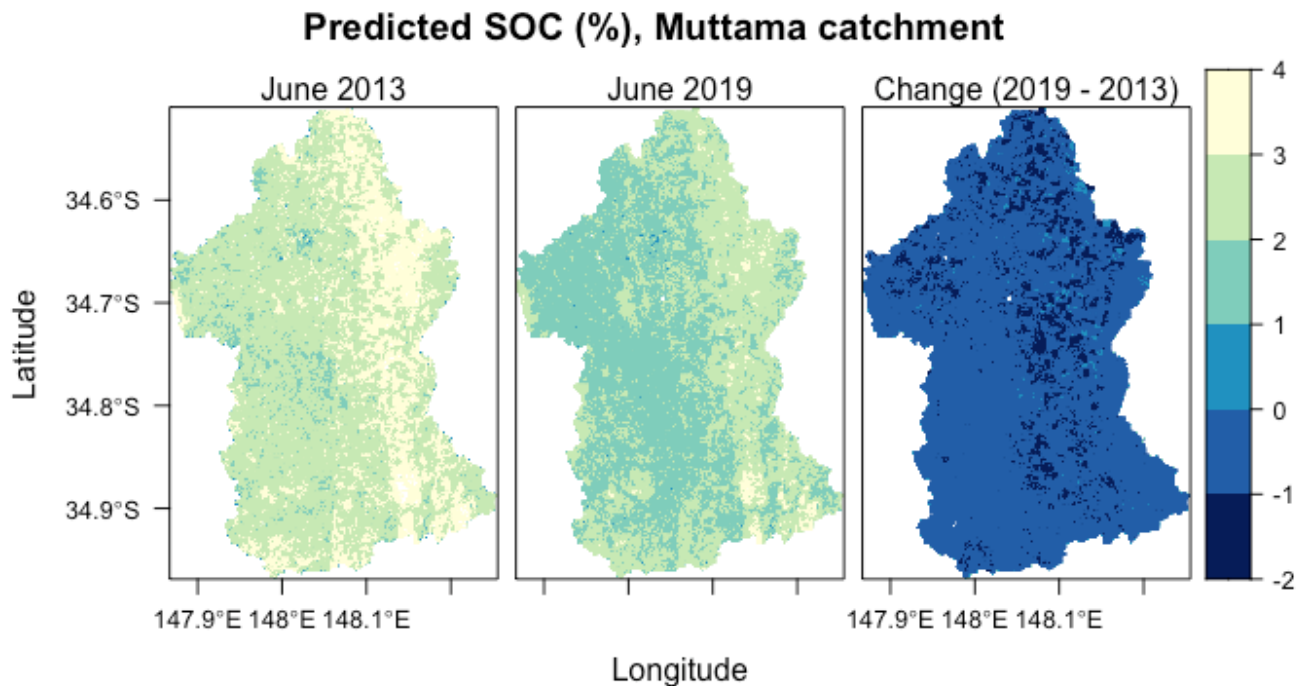 Predicted SOC (%), Muttama catchment
June 2013
June 2019
Change (2019 - 2013)
4
3
2
1
0
-1
-2
34.6°S
34.7°S
34.8°S
34.9°S
Latitude
147.9°E 148°E 148.1°E
147.9°E 148°E 148.1°E
Longitude